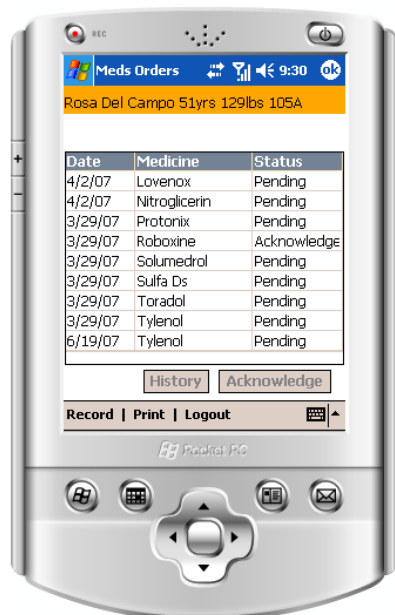 REC
Meds Orders 9:30 ok
Rosa Del Campo 51yrs 129lbs 105A
Date Medicine Status
4/2/07 Lovenox Pending
4/2/07 Nitroglicerin Pending
3/29/07 Protonix Pending
3/29/07 Roboxine Acknowledge
3/29/07 Solumedrol Pending
3/29/07 Sulfa Ds Pending
3/29/07 Toradol Pending
3/29/07 Tylenol Pending
6/19/07 Tylenol Pending
History Acknowledge
Record | Print | Logout
Pocket PC
+
-